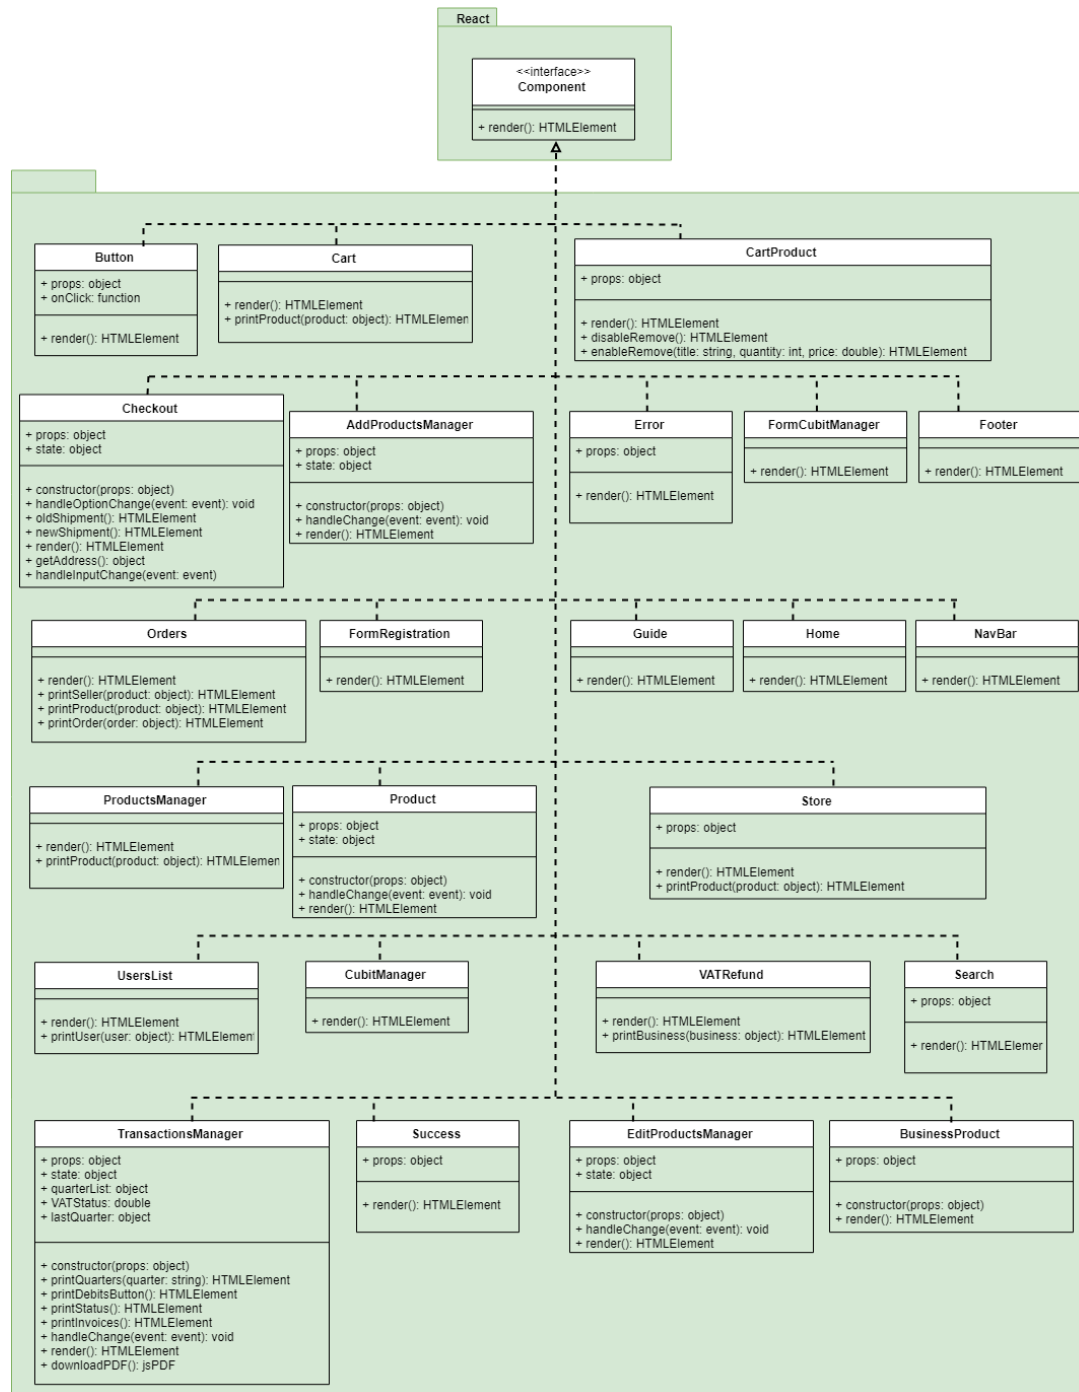 React
<<interface>>
Component
+ render(): HTMLElement
Button
+ props: object
+ onClick: function
+ render(): HTMLElement
Cart
+ render(): HTMLElement
+ printProduct(product: object): HTMLElemen
CartProduct
+ props: object
+ render(): HTMLElement
+ disableRemove(): HTMLElement
+ enableRemove(title: string, quantity: int, price: double): HTMLElement
Checkout
+ props: object
+ state: object
+ constructor(props: object)
+ handleOptionChange(event: event): void
+ oldShipment(): HTMLElement
+ newShipment(): HTMLElement
+ render(): HTMLElement
+ getAddress(): object
+ handleInputChange(event: event)
AddProductsManager
+ props: object
+ state: object
+ constructor(props: object)
+ handleChange(event: event): void
+ render(): HTMLElement
Error
+ props: object
+ render(): HTMLElement
FormCubitManager
+ render(): HTMLElement
Footer
+ render(): HTMLElement
Orders
+ render(): HTMLElement
+ printSeller(product: object): HTMLElement
+ printProduct(product: object): HTMLElement
+ printOrder(order: object): HTMLElement
FormRegistration
+ render(): HTMLElement
Guide
+ render(): HTMLElement
Home
+ render(): HTMLElement
NavBar
+ render(): HTMLElement
ProductsManager
+ render(): HTMLElement
+ printProduct(product: object): HTMLElemen
Product
+ props: object
+ state: object
+ constructor(props: object)
+ handleChange(event: event): void
+ render(): HTMLElement
Store
+ props: object
+ render(): HTMLElement
+ printProduct(product: object): HTMLElement
UsersList
+ render(): HTMLElement
+ printUser(user: object): HTMLElement
CubitManager
+ render(): HTMLElement
VATRefund
+ render(): HTMLElement
+ printBusiness(business: object): HTMLElement
Search
+ props: object
+ render(): HTMLElemer
TransactionsManager
+ props: object
+ state: object
+ quarterList: object
+ VATStatus: double
+ lastQuarter: object
+ constructor(props: object)
+ printQuarters(quarter: string): HTMLElement
+ printDebitsButton(): HTMLElement
+ printStatus(): HTMLElement
+ printInvoices(): HTMLElement
+ handleChange(event: event): void
+ render(): HTMLElement
+ downloadPDF(): jsPDF
Success
+ props: object
+ render(): HTMLElement
EditProductsManager
+ props: object
+ state: object
+ constructor(props: object)
+ handleChange(event: event): void
+ render(): HTMLElement
BusinessProduct
+ props: object
+ constructor(props: object)
+ render(): HTMLElement